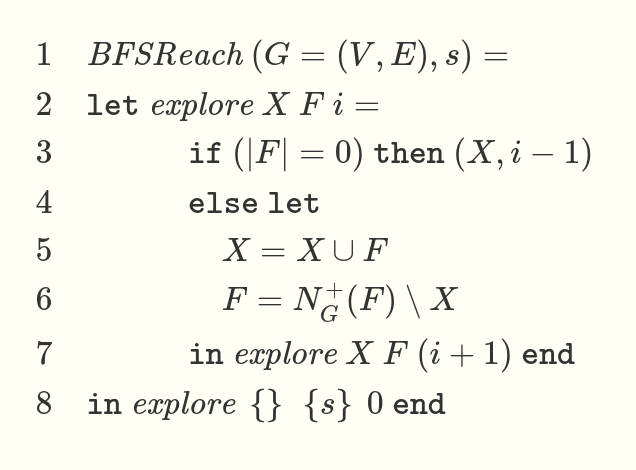 1 BFSReach (G = (V, E), s) =
2 let explore X F i =
3 if (|F| = 0) then (X, i − 1)
4 else let
5 X = X ∪ F
6 F = N_G^+(F) \ X
7 in explore X F (i + 1) end
8 in explore {} {s} 0 end